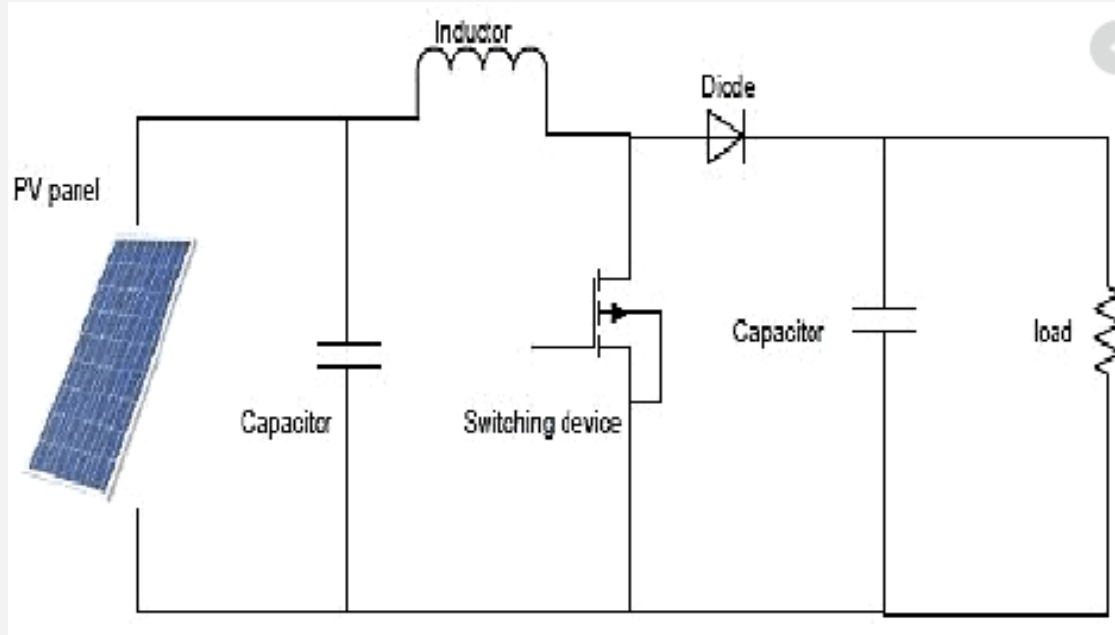 Inductor
Diode
PV panel
Capacitor
load
Capacitor
Switching device